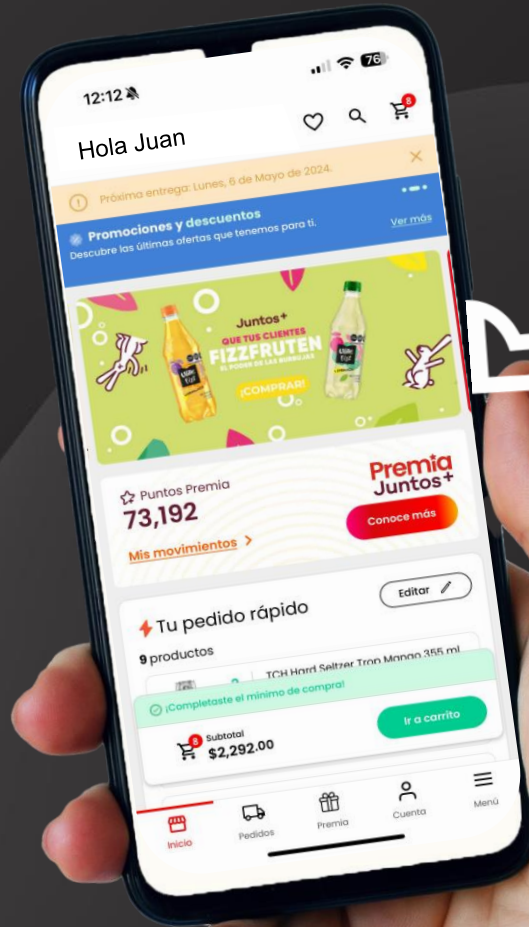 12:12
76
Hola Juan
8
Próxima entrega: Lunes, 6 de Mayo de 2024.
Promociones y descuentos
Descubre las últimas ofertas que tenemos para ti.
Ver más
Juntos+
QUE TUS CLIENTES
FIZZFRUTEN
EL PODER DE LAS BURBUJAS
¡COMPRAR!
Puntos Premia
73,192
Mis movimientos >
Premia
Juntos+
Conoce más
Tu pedido rápido
Editar
9 productos
TCH Hard Seltzer Trop Mango 355 ml
¡Completaste el mínimo de compra!
8
Subtotal
$2,292.00
Ir a carrito
Inicio
Pedidos
Premia
Cuenta
Menú